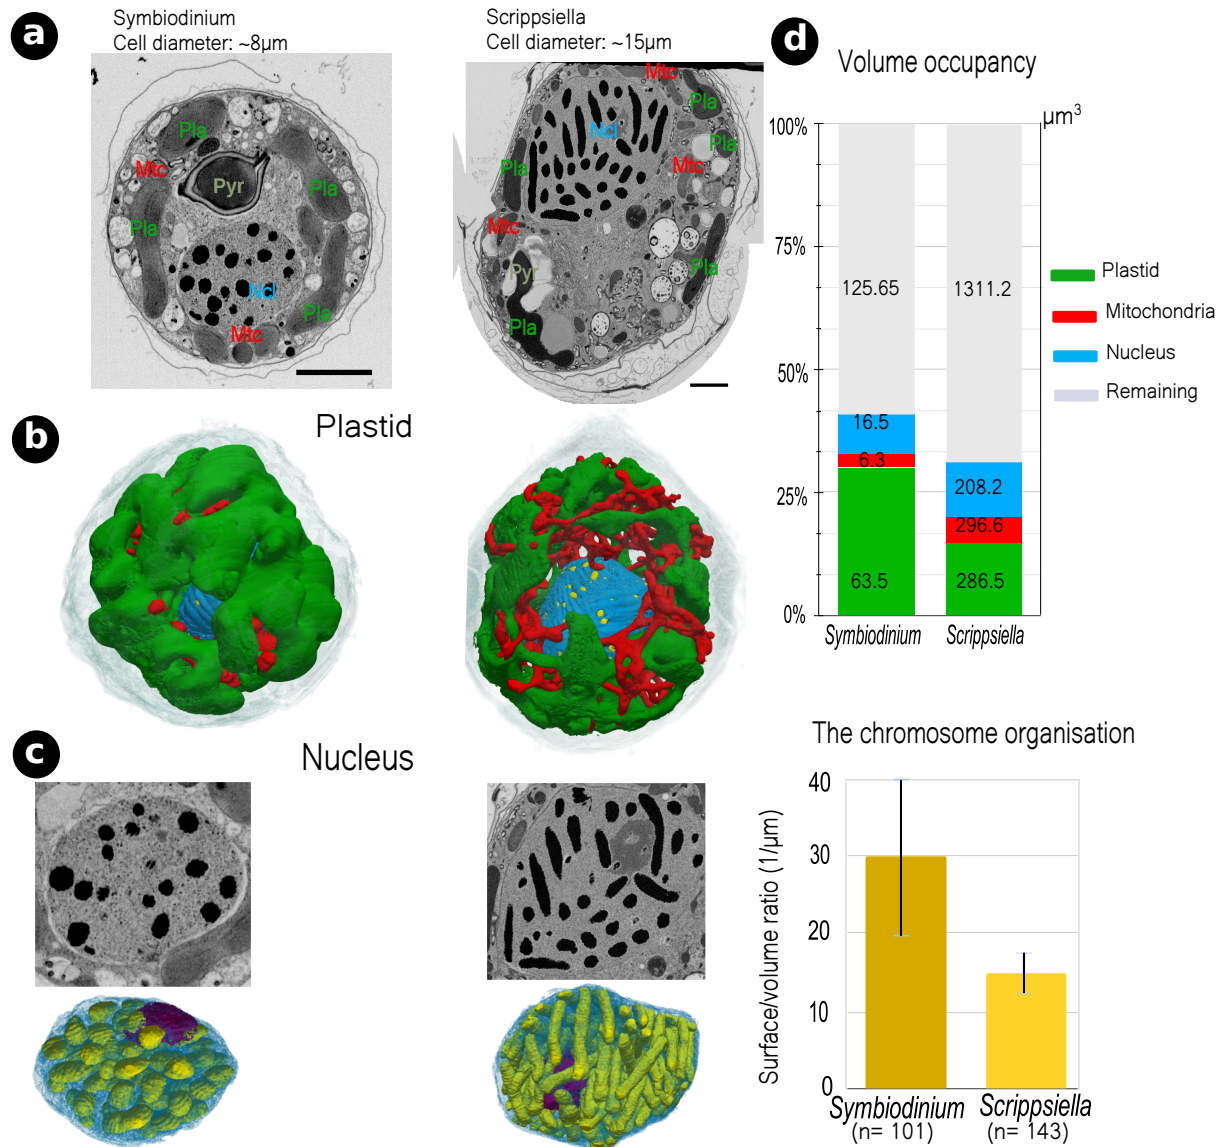 a
Symbiodinium
Cell diameter: ~8µm
Pla
Mtc
Pyr
Pla
Pla
Ncl
Pla
Mtc
Scrippsiella
Cell diameter: ~15µm
Mtc
Pla
Ncl
Pla
Mtc
Pla
Mtc
Pyr
Pla
Pla
d
Volume occupancy
µm³
100%
75%
50%
25%
0%
125.65
16.5
6.3
63.5
1311.2
208.2
296.6
286.5
Symbiodinium
Scrippsiella
Plastid
Mitochondria
Nucleus
Remaining
b
Plastid
c
Nucleus
The chromosome organisation
Surface/volume ratio (1/µm)
40
30
20
10
0
Symbiodinium
(n= 101)
Scrippsiella
(n= 143)